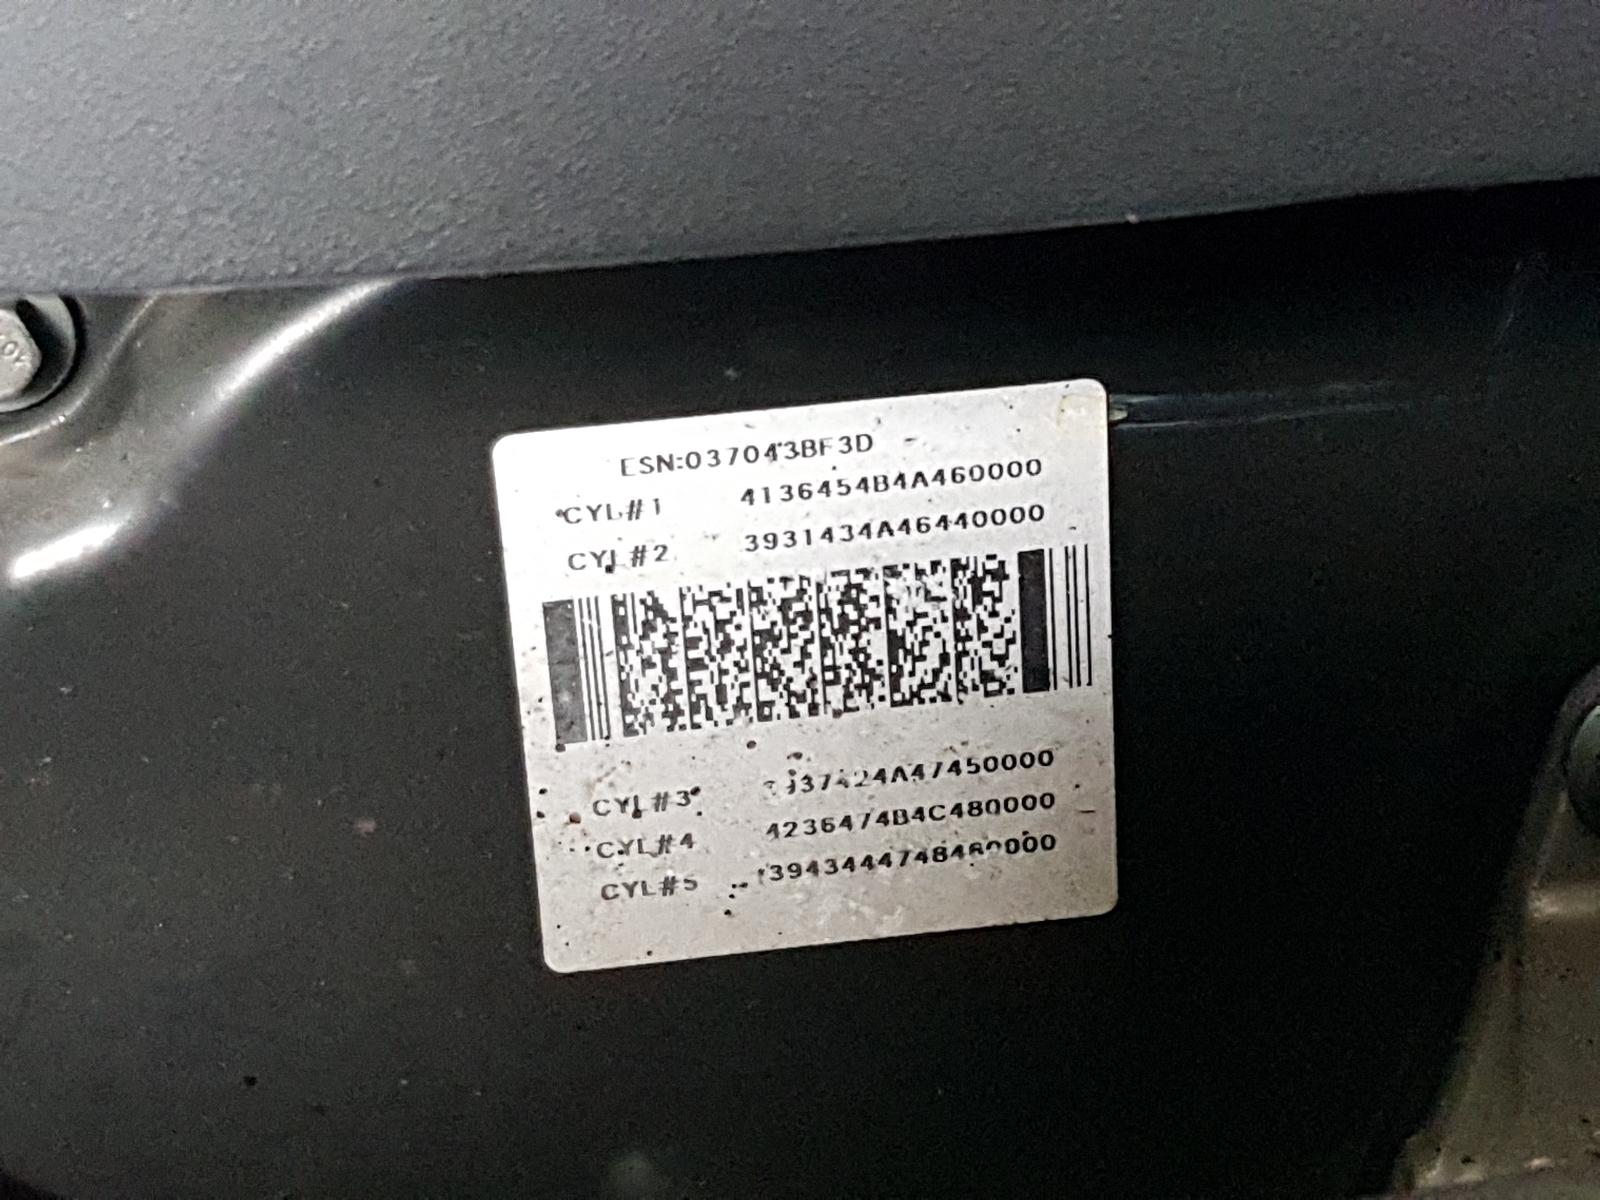 ESN:037043BF3D
CYL#1 4136454B4A460000
CYL#2 3931434A46440000
CYL#3
CYL#4 4236474B4C480000
CYL#5